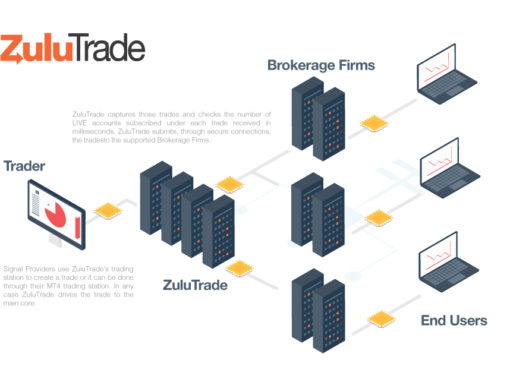 ZuluTrade
Brokerage Firms
ZuluTrade captures those trades and checks the number of
LIVE accounts subscribed under each trade received in
milleseconds. ZuluTrade submits, through secure connections,
the tradesto the supported Brokerage Firms.
Trader
Signal Providers use ZuluTrade's trading
station to create a trade or it can be done
through their MT4 trading station. In any
case ZuluTrade drives the trade to the
main core.
ZuluTrade
End Users